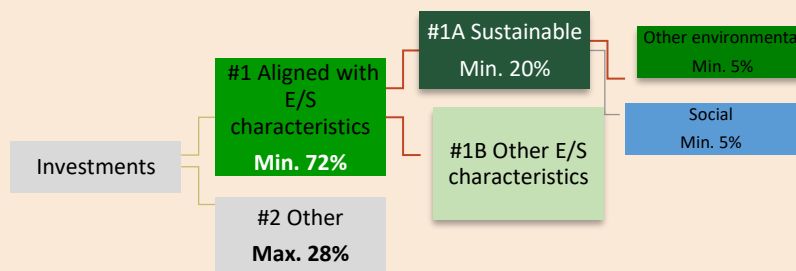 Investments
#1 Aligned with
E/S
characteristics
Min. 72%
#2 Other
Max. 28%
#1A Sustainable
Min. 20%
#1B Other E/S
characteristics
Other environmenta
Min. 5%
Social
Min. 5%